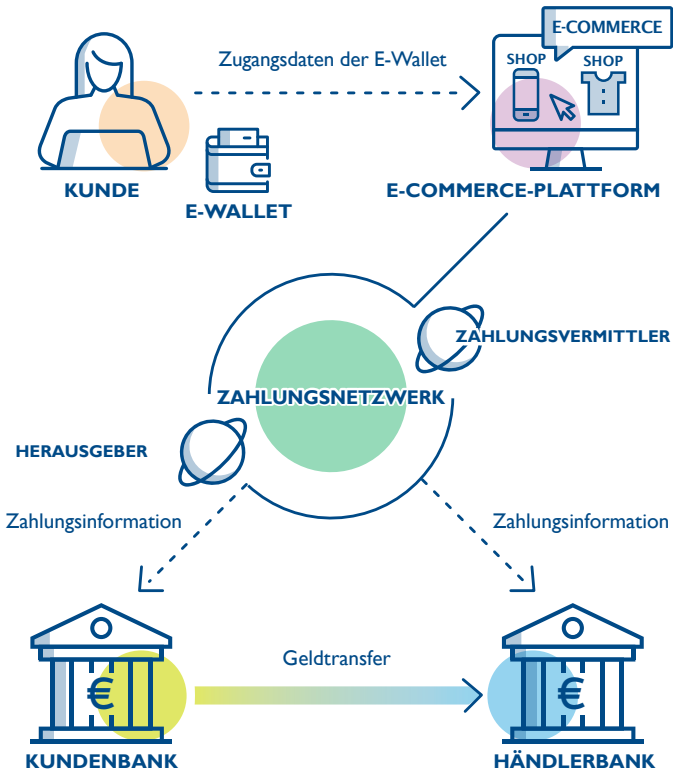 E-COMMERCE
Zugangsdaten der E-Wallet
SHOP
SHOP
KUNDE
E-WALLET
E-COMMERCE-PLATTFORM
ZAHLUNGSVERMITTLER
ZAHLUNGSNETZWERK
HERAUSGEBER
Zahlungsinformation
Zahlungsinformation
Geldtransfer
€
€
KUNDENBANK
HÄNDLERBANK